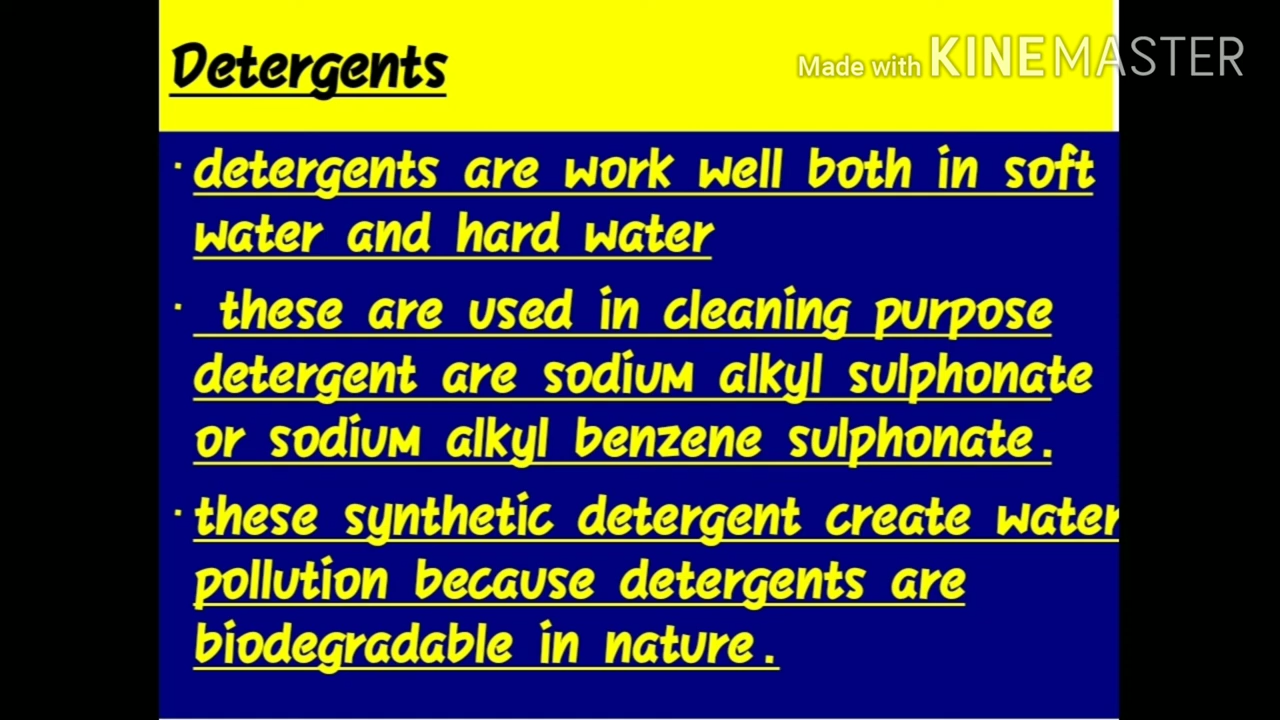 Detergents
Made with KINEMASTER
· detergents are work well both in soft
water and hard water
· these are used in cleaning purpose
detergent are sodium alkyl sulphonate
or sodium alkyl benzene sulphonate.
· these synthetic detergent create water
pollution because detergents are
biodegradable in nature.